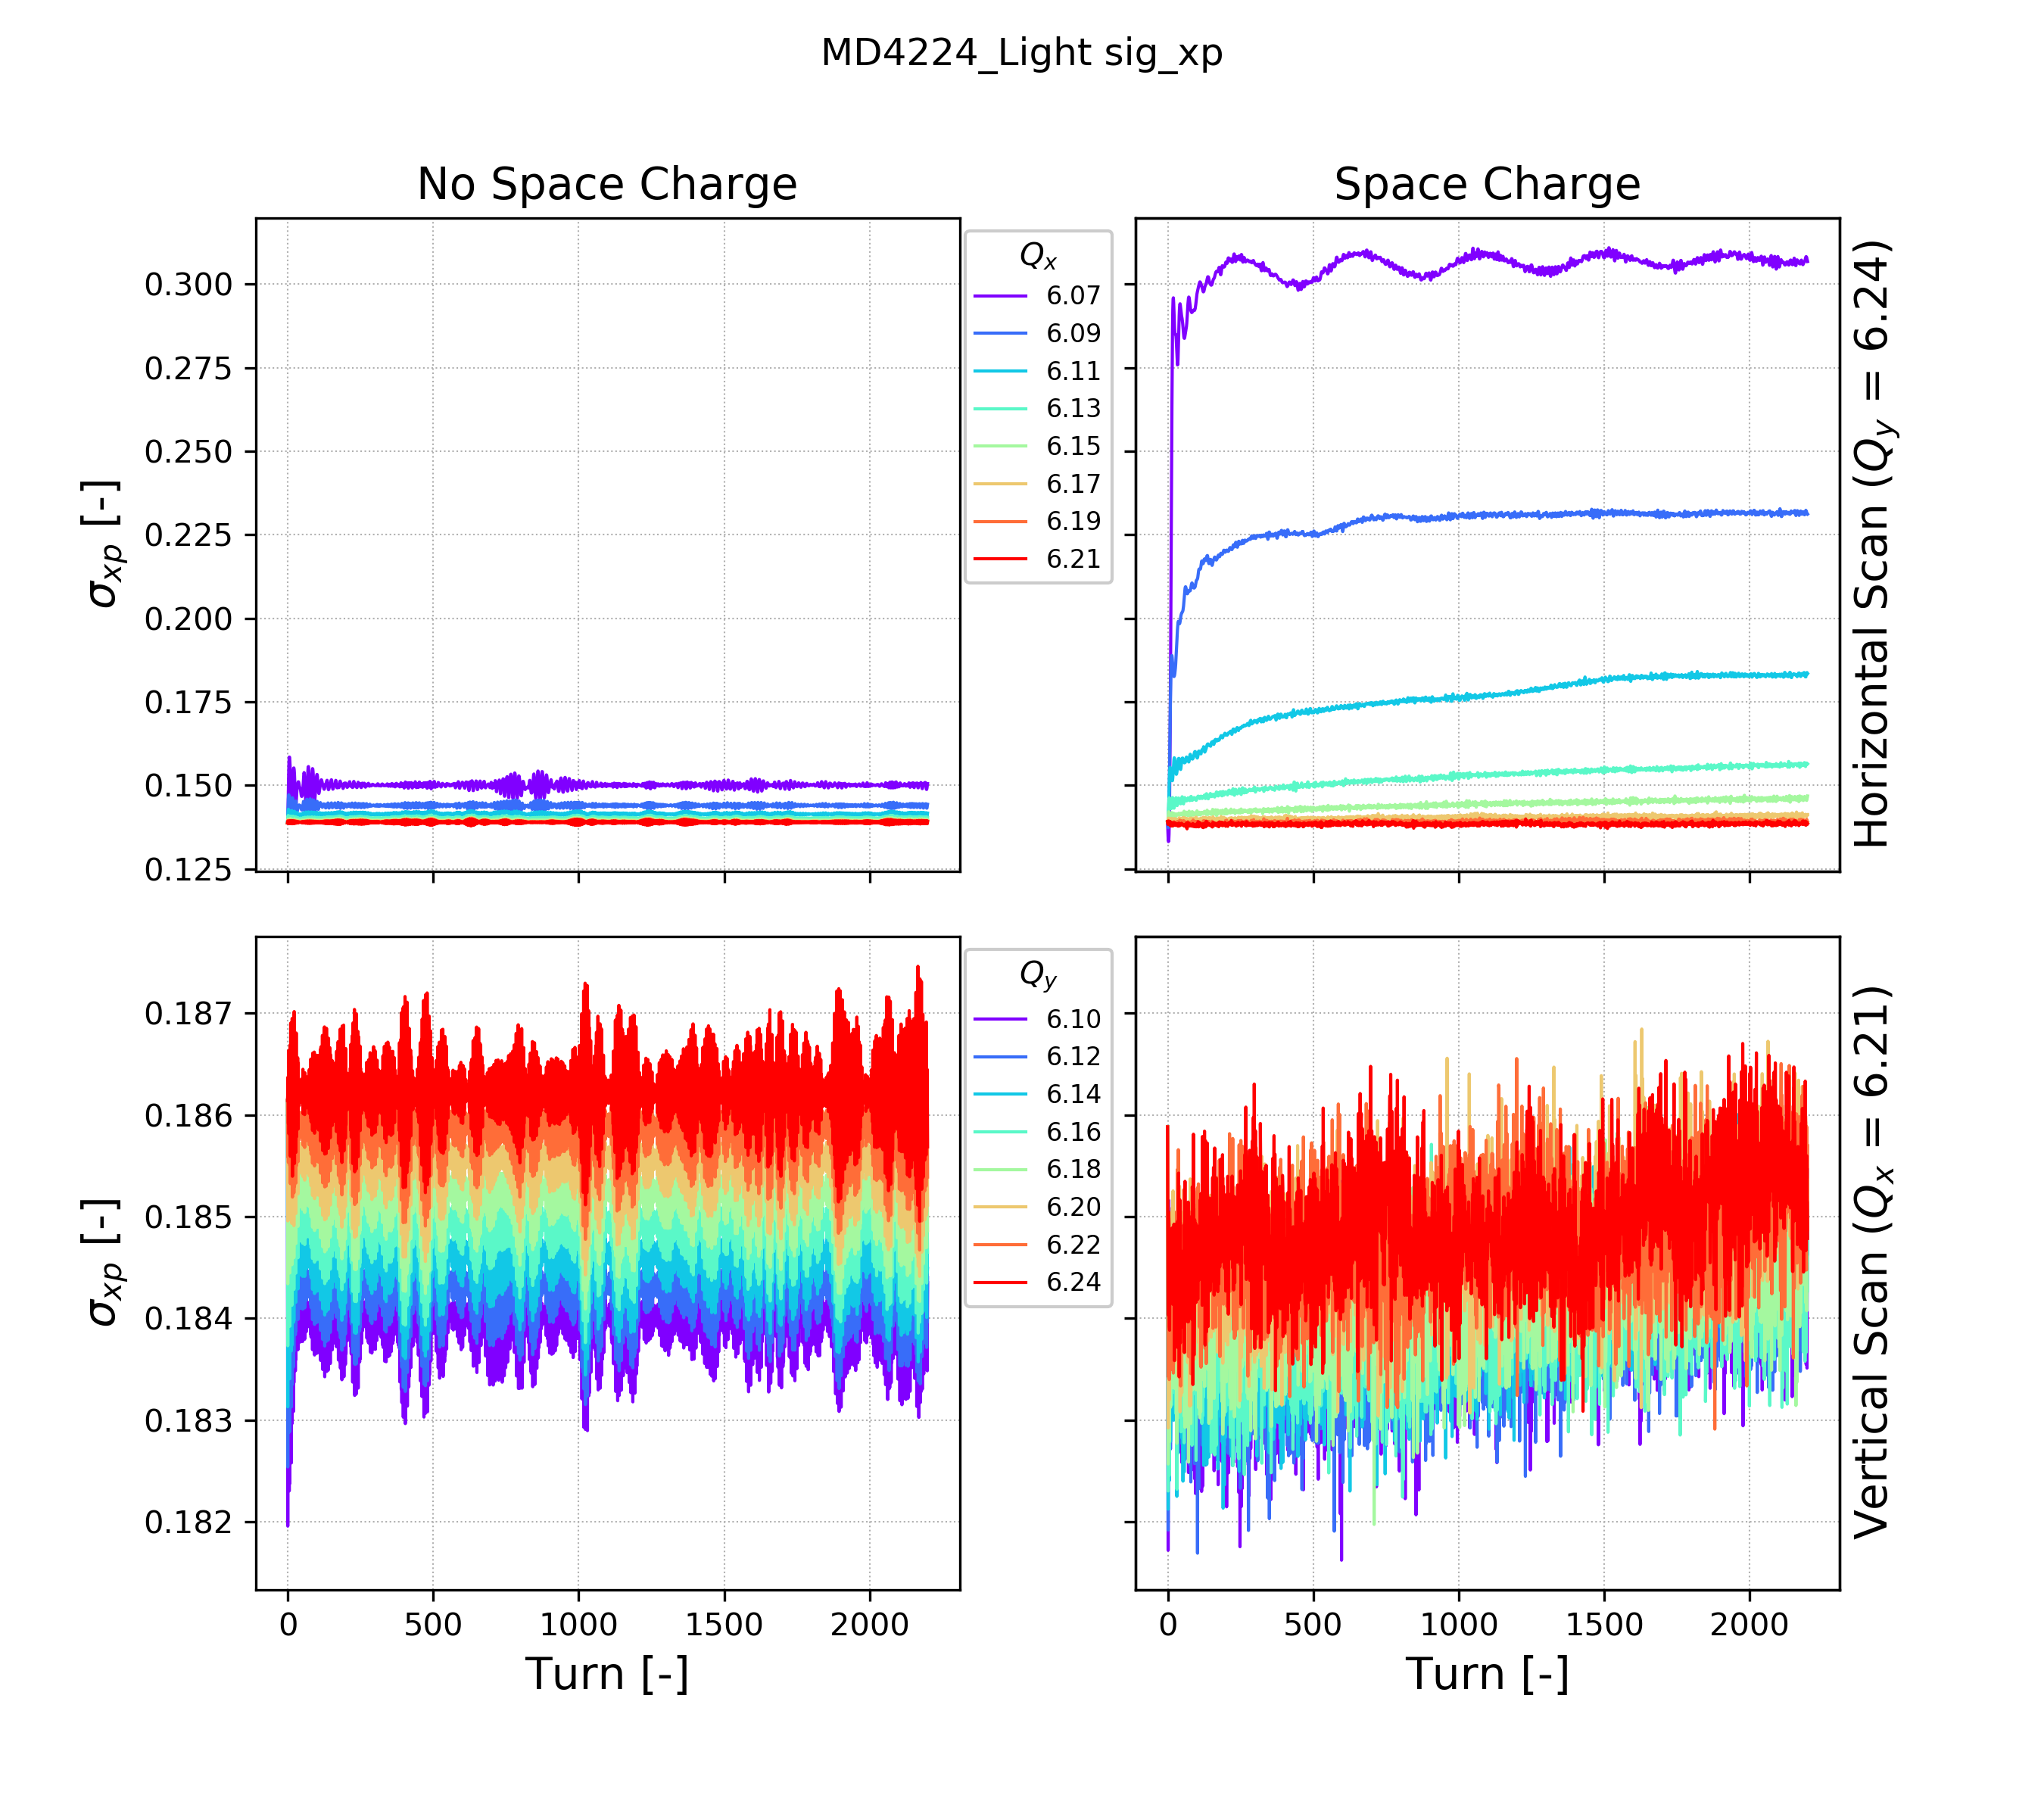 MD4224_Light sig_xp
No Space Charge
Space Charge
0.300
0.275
0.250
0.225
0.200
0.175
0.150
0.125
σxp [-]
Qx
6.07
6.09
6.11
6.13
6.15
6.17
6.19
6.21
Horizontal Scan (Qy = 6.24)
0.187
0.186
0.185
0.184
0.183
0.182
σxp [-]
0 500 1000 1500 2000
Turn [-]
Qy
6.10
6.12
6.14
6.16
6.18
6.20
6.22
6.24
0 500 1000 1500 2000
Turn [-]
Vertical Scan (Qx = 6.21)